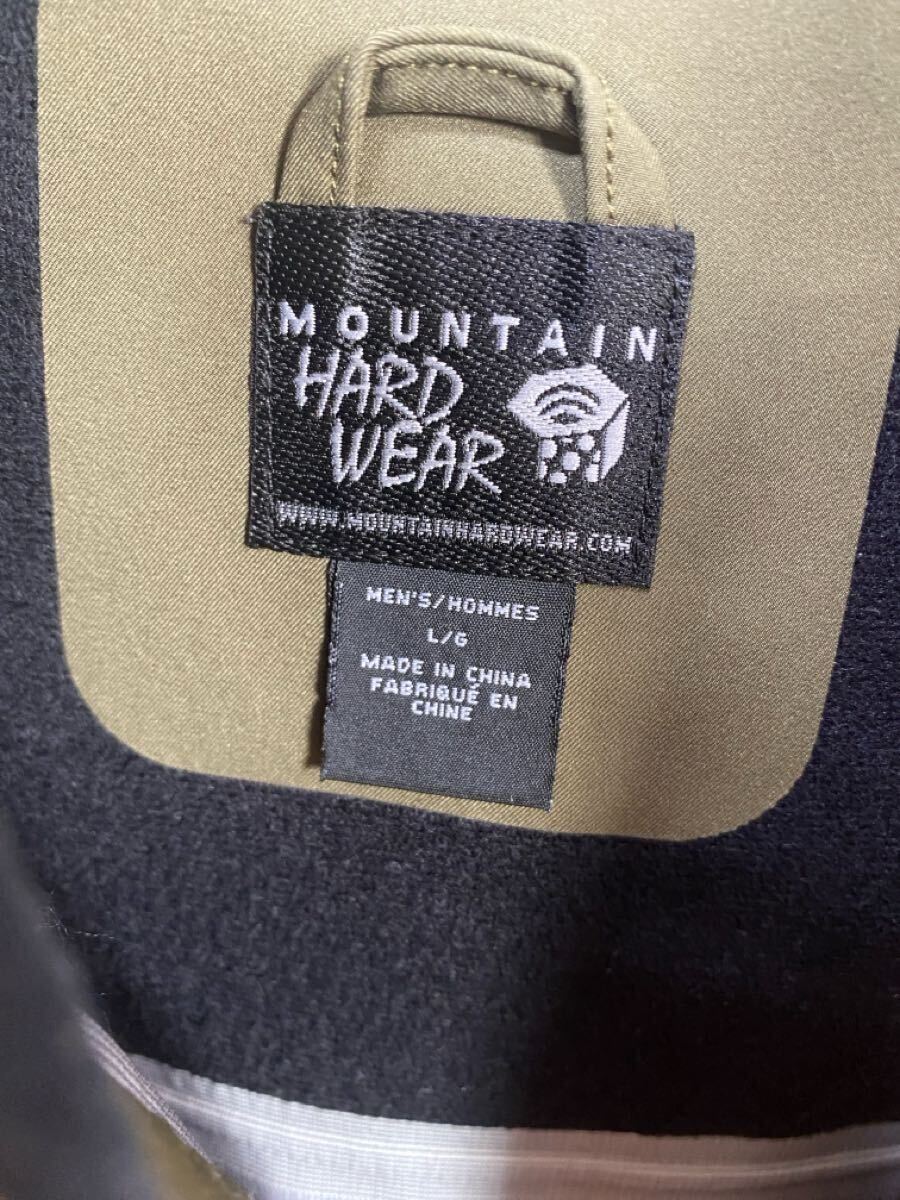 MOUNTAIN
HARD
WEAR
WWW.MOUNTAINHARDWEAR.COM
MEN'S/HOMMES
L/G
MADE IN CHINA
FABRIQUÉ EN
CHINE